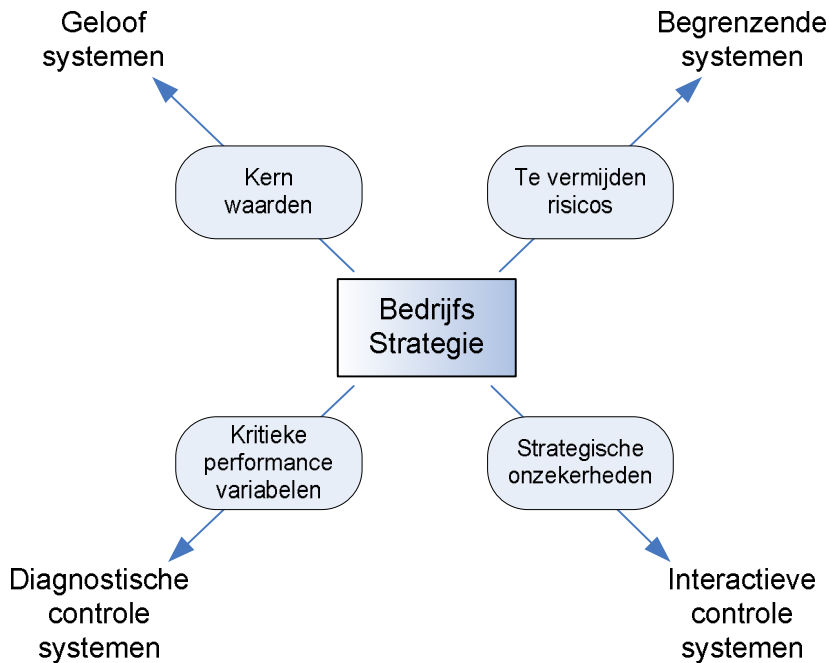 Geloof
systemen
Begrenzende
systemen
Kern
waarden
Te vermijden
risicos
Bedrijfs
Strategie
Kritieke
performance
variabelen
Strategische
onzekerheden
Diagnostische
controle
systemen
Interactieve
controle
systemen